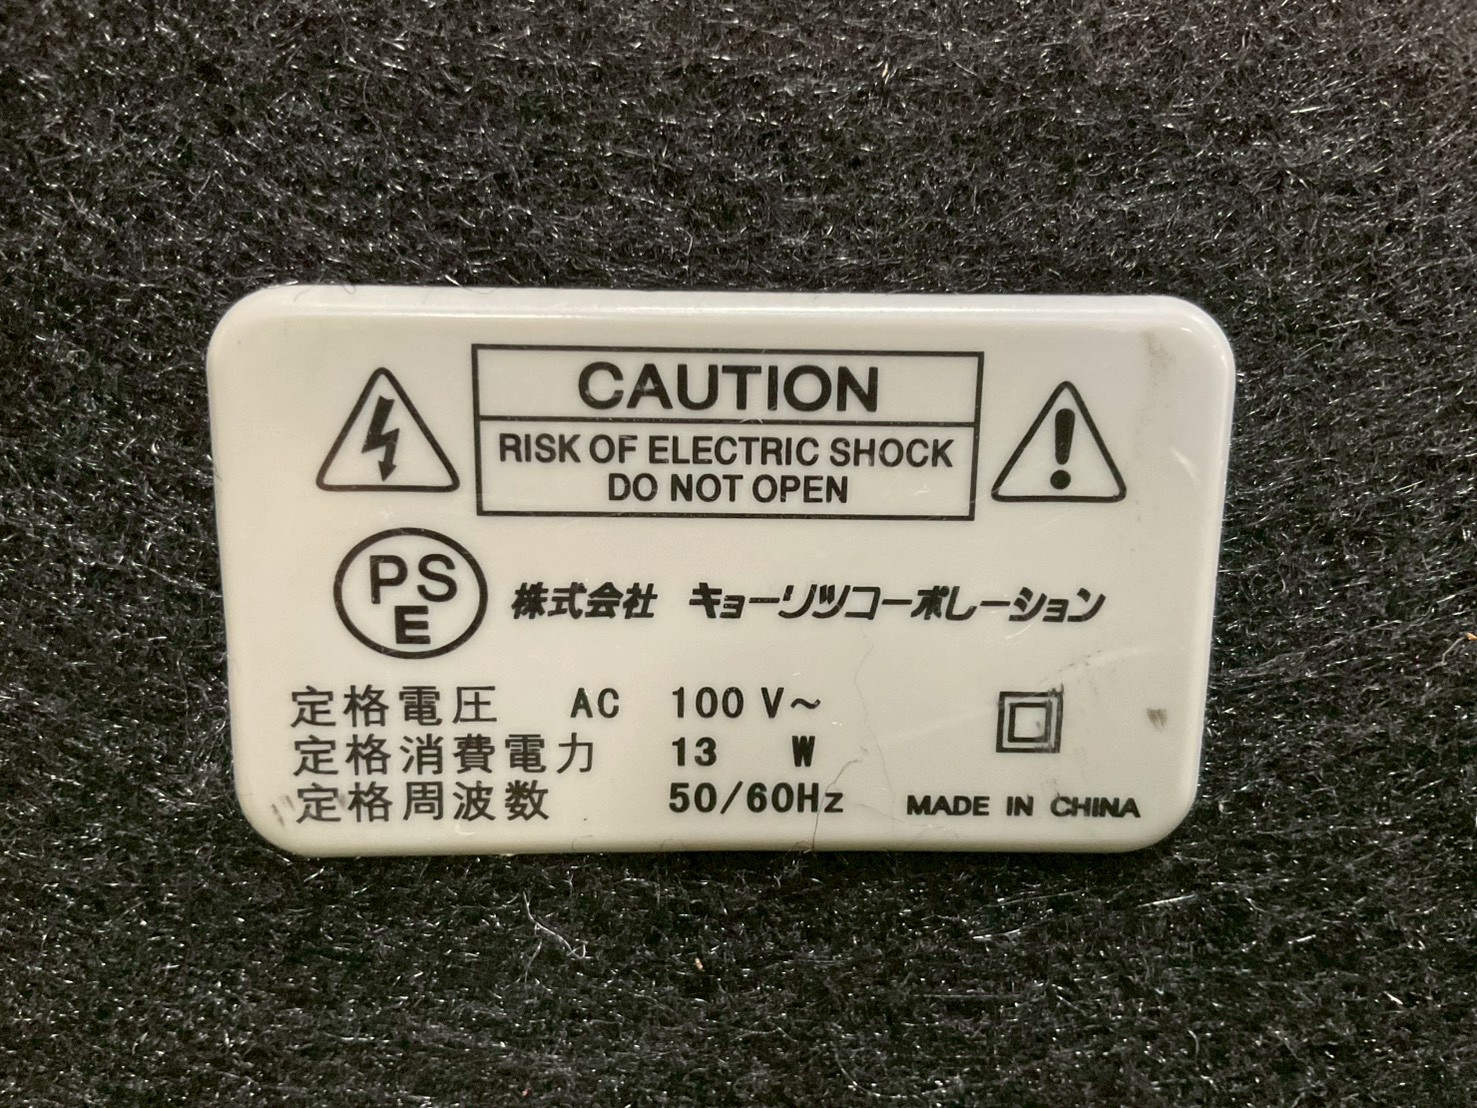 CAUTION
RISK OF ELECTRIC SHOCK
DO NOT OPEN
PS
E
株式会社 キョーリツコーポレーション
定格電圧 AC 100 V~
定格消費電力 13 W
定格周波数 50/60Hz
MADE IN CHINA